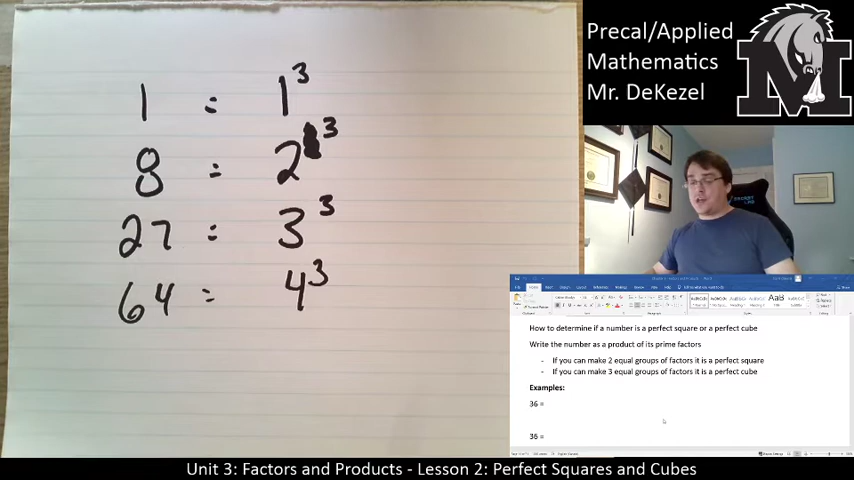 Precal/Applied
Mathematics
Mr. DeKezel
1 = 1³
8 = 2³
27 = 3³
64 = 4³
How to determine if a number is a perfect square or a perfect cube
Write the number as a product of its prime factors
- If you can make 2 equal groups of factors it is a perfect square
- If you can make 3 equal groups of factors it is a perfect cube
Examples:
36 =
36 =
Unit 3: Factors and Products - Lesson 2: Perfect Squares and Cubes